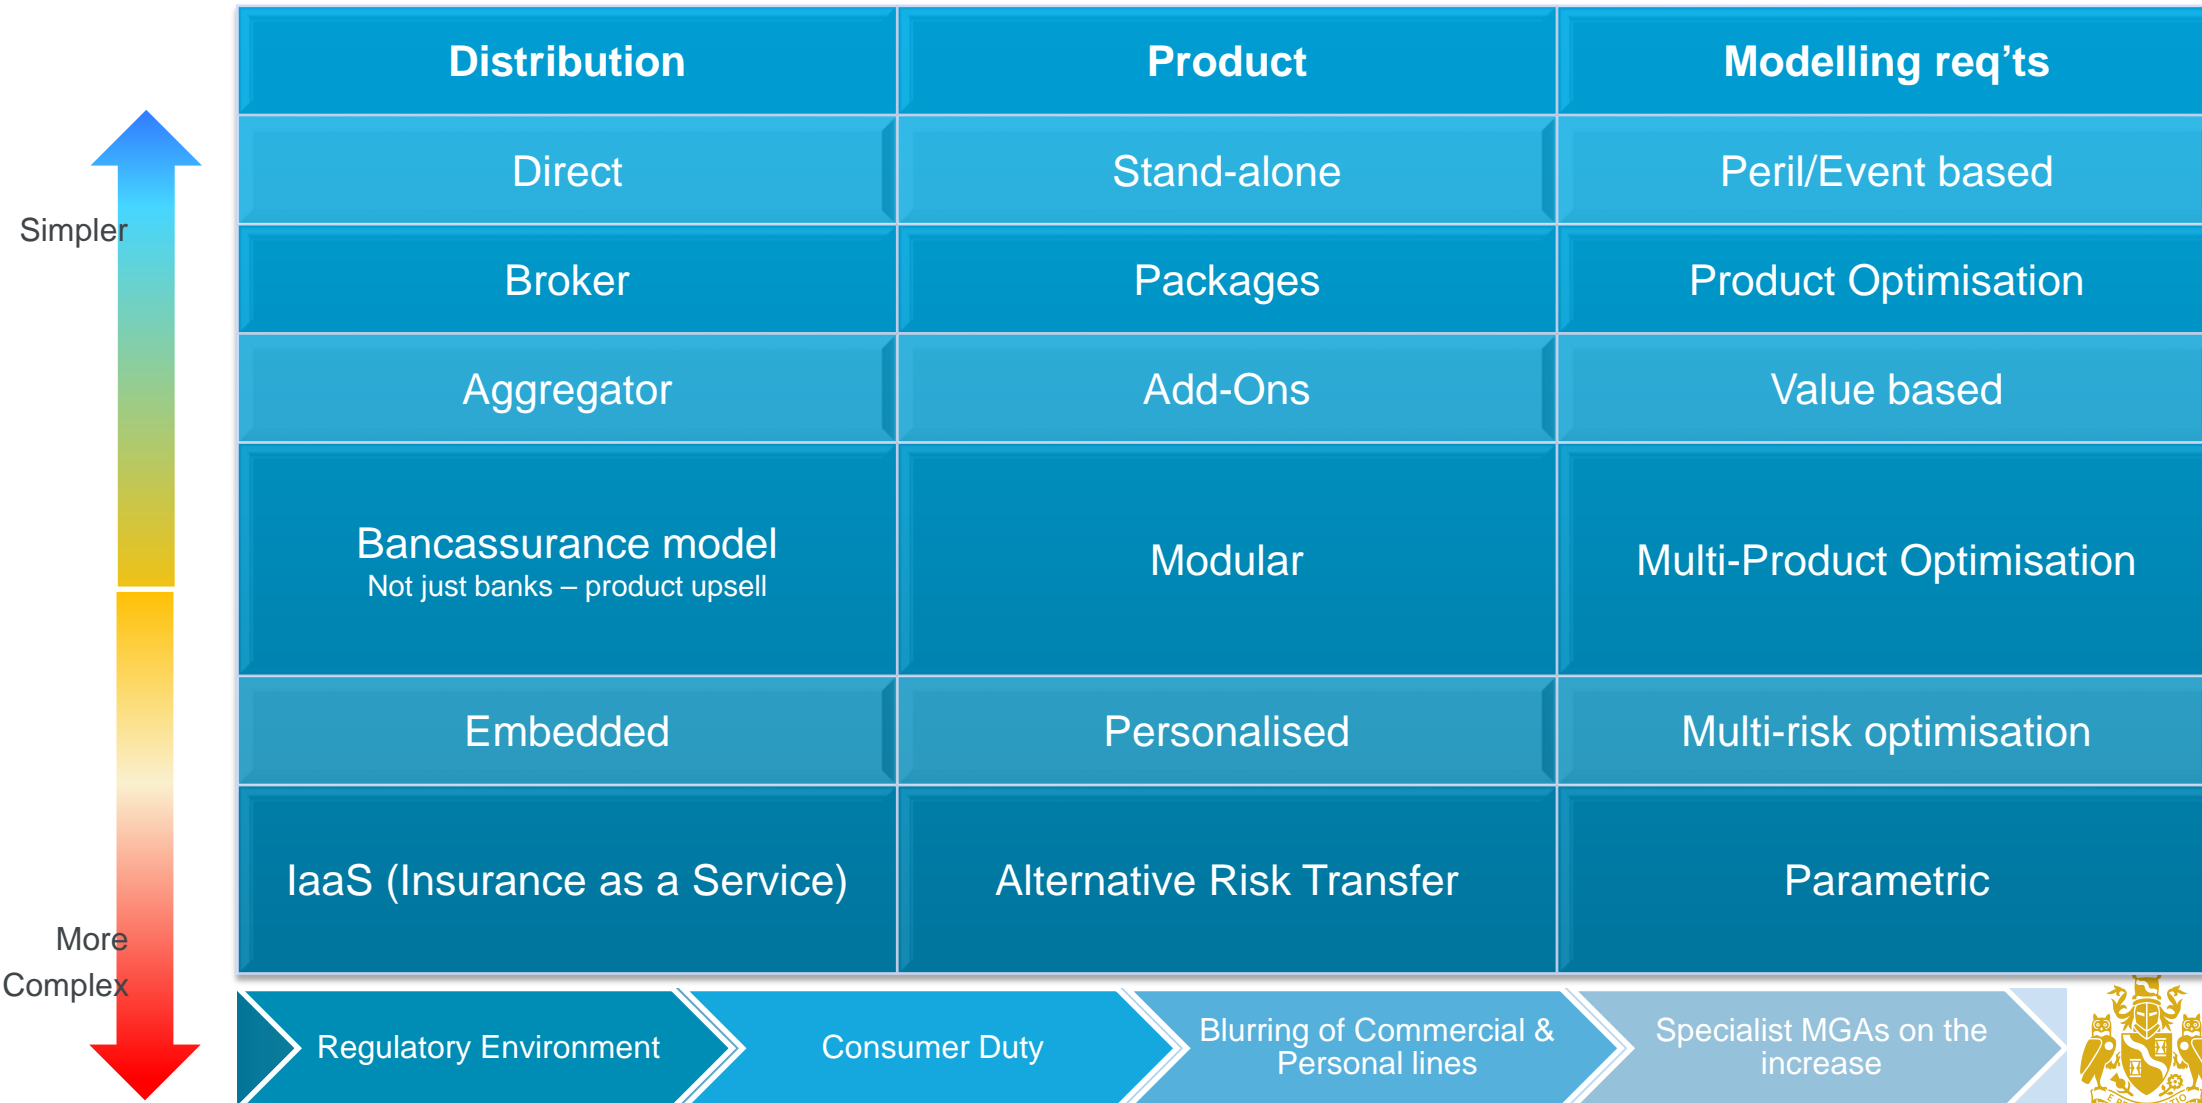 Distribution
Product
Modelling req’ts
Direct
Stand-alone
Peril/Event based
Simpler
Broker
Packages
Product Optimisation
Aggregator
Add-Ons
Value based
Bancassurance model
Not just banks – product upsell
Modular
Multi-Product Optimisation
Embedded
Personalised
Multi-risk optimisation
IaaS (Insurance as a Service)
Alternative Risk Transfer
Parametric
More
Complex
Regulatory Environment
Consumer Duty
Blurring of Commercial &
Personal lines
Specialist MGAs on the
increase